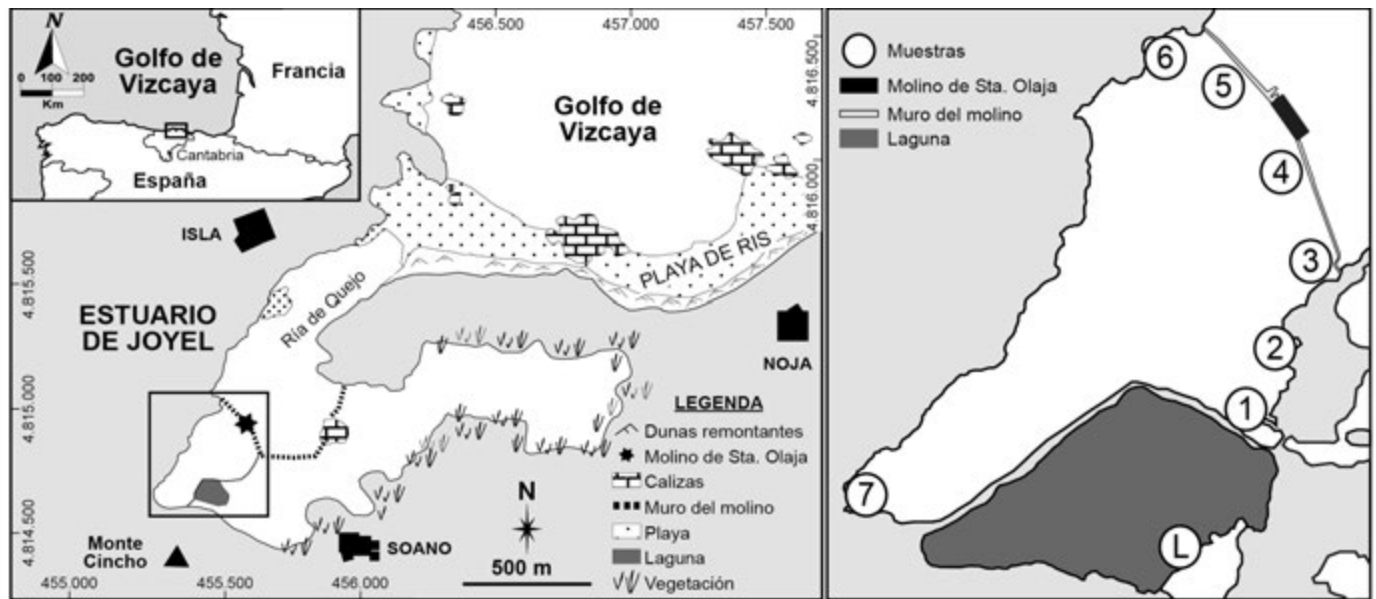 N
0 100 200
Km
Golfo de
Vizcaya
Francia
Cantabria
España
456.500
457.000
457.500
4.816.500
4.816.000
4.815.500
4.815.000
4.814.500
455.000
455.500
456.000
Golfo de
Vizcaya
ISLA
PLAYA DE RIS
Ría de Quejo
ESTUARIO
DE JOYEL
NOJA
Monte
Cincho
SOANO
N
500 m
LEGENDA
Dunas remontantes
Molino de Sta. Olaja
Calizas
Muro del molino
Playa
Laguna
Vegetación
Muestras
Molino de Sta. Olaja
Muro del molino
Laguna
6
5
4
3
2
1
7
L